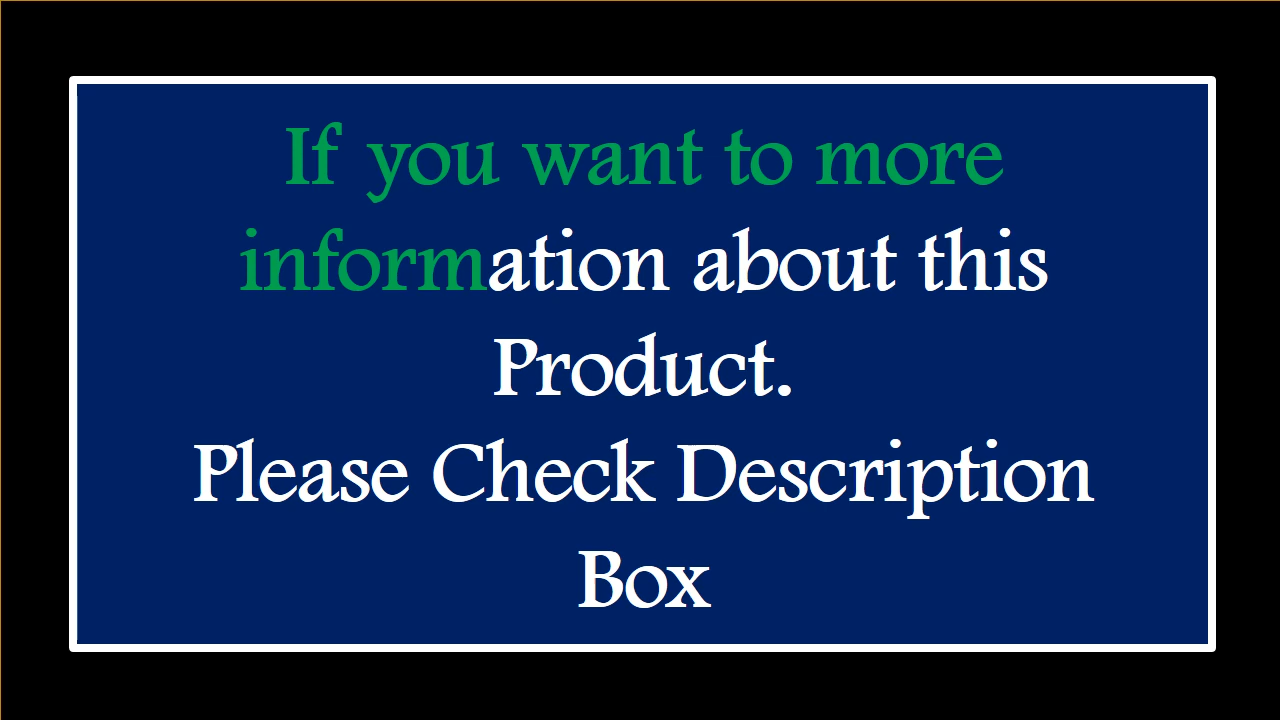 If you want to more
information about this
Product.
Please Check Description
Box